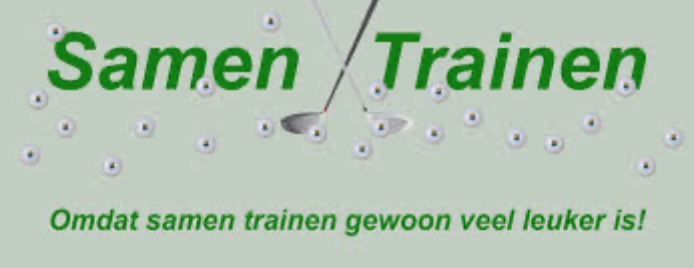 Samen Trainen
Omdat samen trainen gewoon veel leuker is!